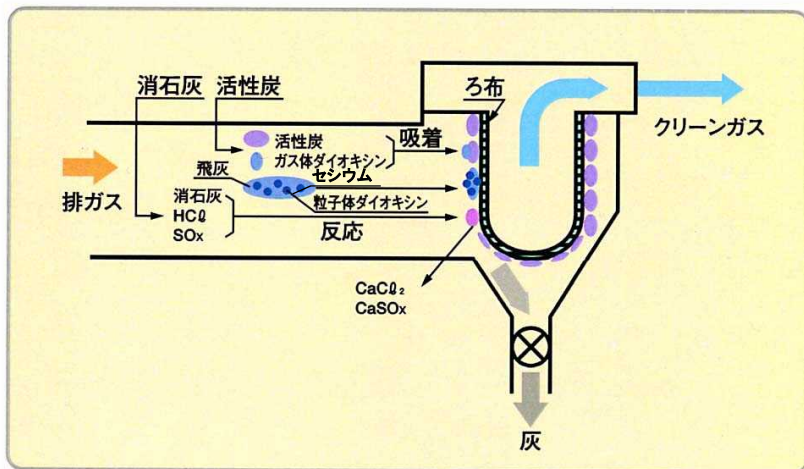 消石灰
活性炭
ろ布
クリーンガス
活性炭
ガス体ダイオキシン
吸着
排ガス
飛灰
セシウム
粒子体ダイオキシン
消石灰
HCℓ
SOx
反応
CaCℓ₂
CaSOx
灰